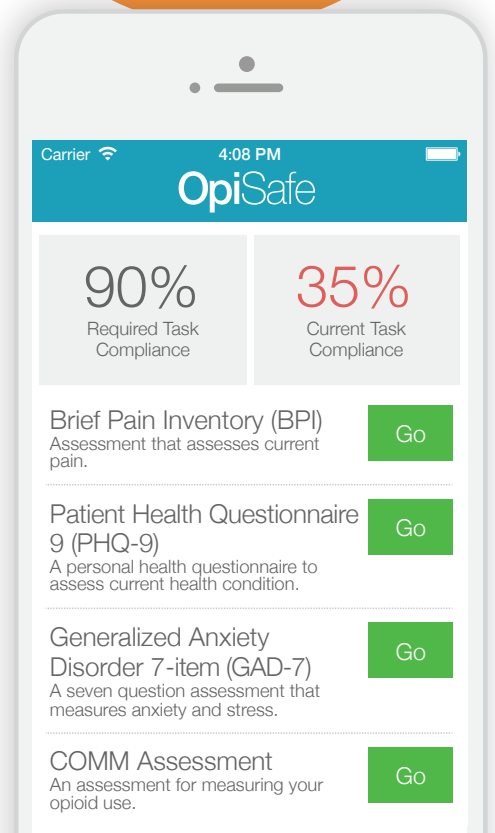 Carrier 4:08 PM
OpiSafe
90%
Required Task
Compliance
35%
Current Task
Compliance
Brief Pain Inventory (BPI)
Assessment that assesses current
pain.
Go
Patient Health Questionnaire
9 (PHQ-9)
A personal health questionnaire to
assess current health condition.
Go
Generalized Anxiety
Disorder 7-item (GAD-7)
A seven question assessment that
measures anxiety and stress.
Go
COMM Assessment
An assessment for measuring your
opioid use.
Go